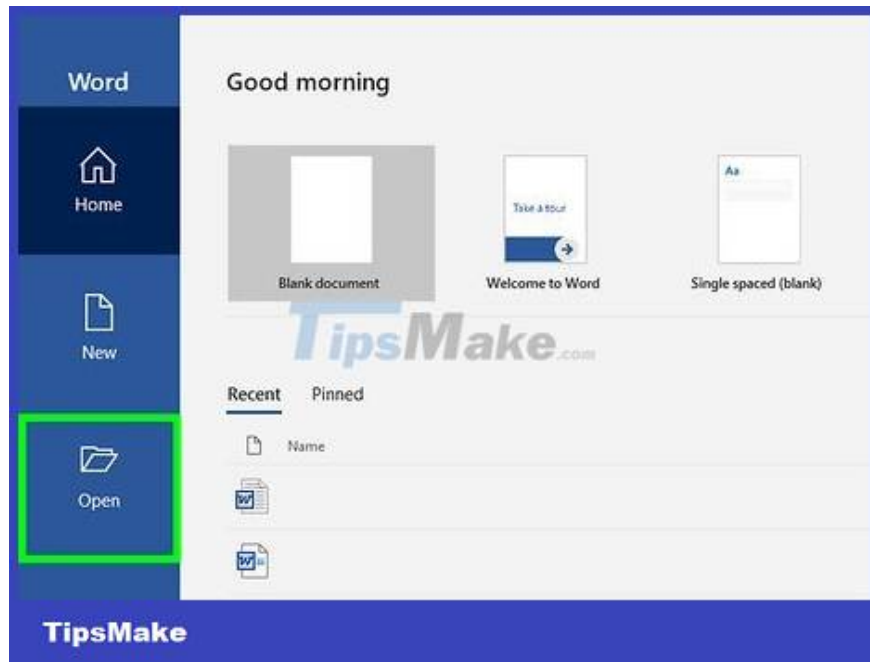 Word
Good morning
Home
Take a tour
Aa
Blank document
Welcome to Word
Single spaced (blank)
New
TipsMake.com
Recent
Pinned
Name
Open
TipsMake